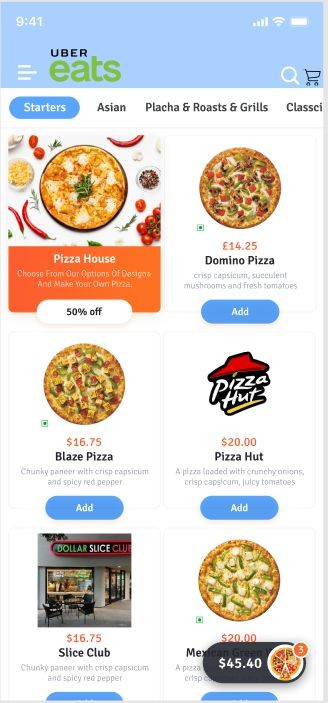 9:41
UBER
eats
Starters
Asian
Placha & Roasts & Grills
Classci
Pizza House
Choose From Our Options Of Designs
And Make Your Own Pizza.
50% off
£14.25
Domino Pizza
crisp capsicum, succulent
mushrooms and fresh tomatoes
Add
$16.75
Blaze Pizza
Chunky paneer with crisp capsicum
and spicy red pepper
Add
Pizza
Hut
$20.00
Pizza Hut
A pizza loaded with crunchy onions,
crisp capsicum, juicy tomatoes
Add
DOLLAR SLICE CLUB
$16.75
Slice Club
Chunky paneer with crisp capsicum
and spicy red pepper
$20.00
Mexican Green
A pizza
crisp
$45.40
3